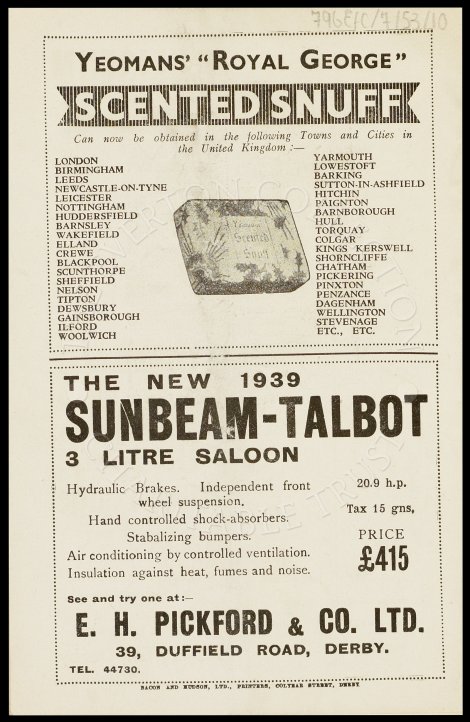 796E/C/7/53/10
YEOMANS' "ROYAL GEORGE"
SCENTED SNUFF
Can now be obtained in the following Towns and Cities in
the United Kingdom :—
LONDON
BIRMINGHAM
LEEDS
NEWCASTLE-ON-TYNE
LEICESTER
NOTTINGHAM
HUDDERSFIELD
BARNSLEY
WAKEFIELD
ELLAND
CREWE
BLACKPOOL
SCUNTHORPE
SHEFFIELD
NELSON
TIPTON
DEWSBURY
GAINSBOROUGH
ILFORD
WOOLWICH
Yeomans'
Scented
Snuff
YARMOUTH
LOWESTOFT
BARKING
SUTTON-IN-ASHFIELD
HITCHIN
PAIGNTON
BARNBOROUGH
HULL
TORQUAY
COLGAR
KINGS KERSWELL
SHORNCLIFFE
CHATHAM
PICKERING
PINXTON
PENZANCE
DAGENHAM
WELLINGTON
STEVENAGE
ETC., ETC.
THE NEW 1939
SUNBEAM-TALBOT
3 LITRE SALOON
Hydraulic Brakes. Independent front
wheel suspension.
Hand controlled shock-absorbers.
Stabalizing bumpers.
Air conditioning by controlled ventilation.
Insulation against heat, fumes and noise.
20.9 h.p.
Tax 15 gns,
PRICE
£415
See and try one at :—
E. H. PICKFORD & CO. LTD.
39, DUFFIELD ROAD, DERBY.
TEL. 44730.
BACON AND HUDSON, LTD., PRINTERS, COLYEAR STREET, DERBY